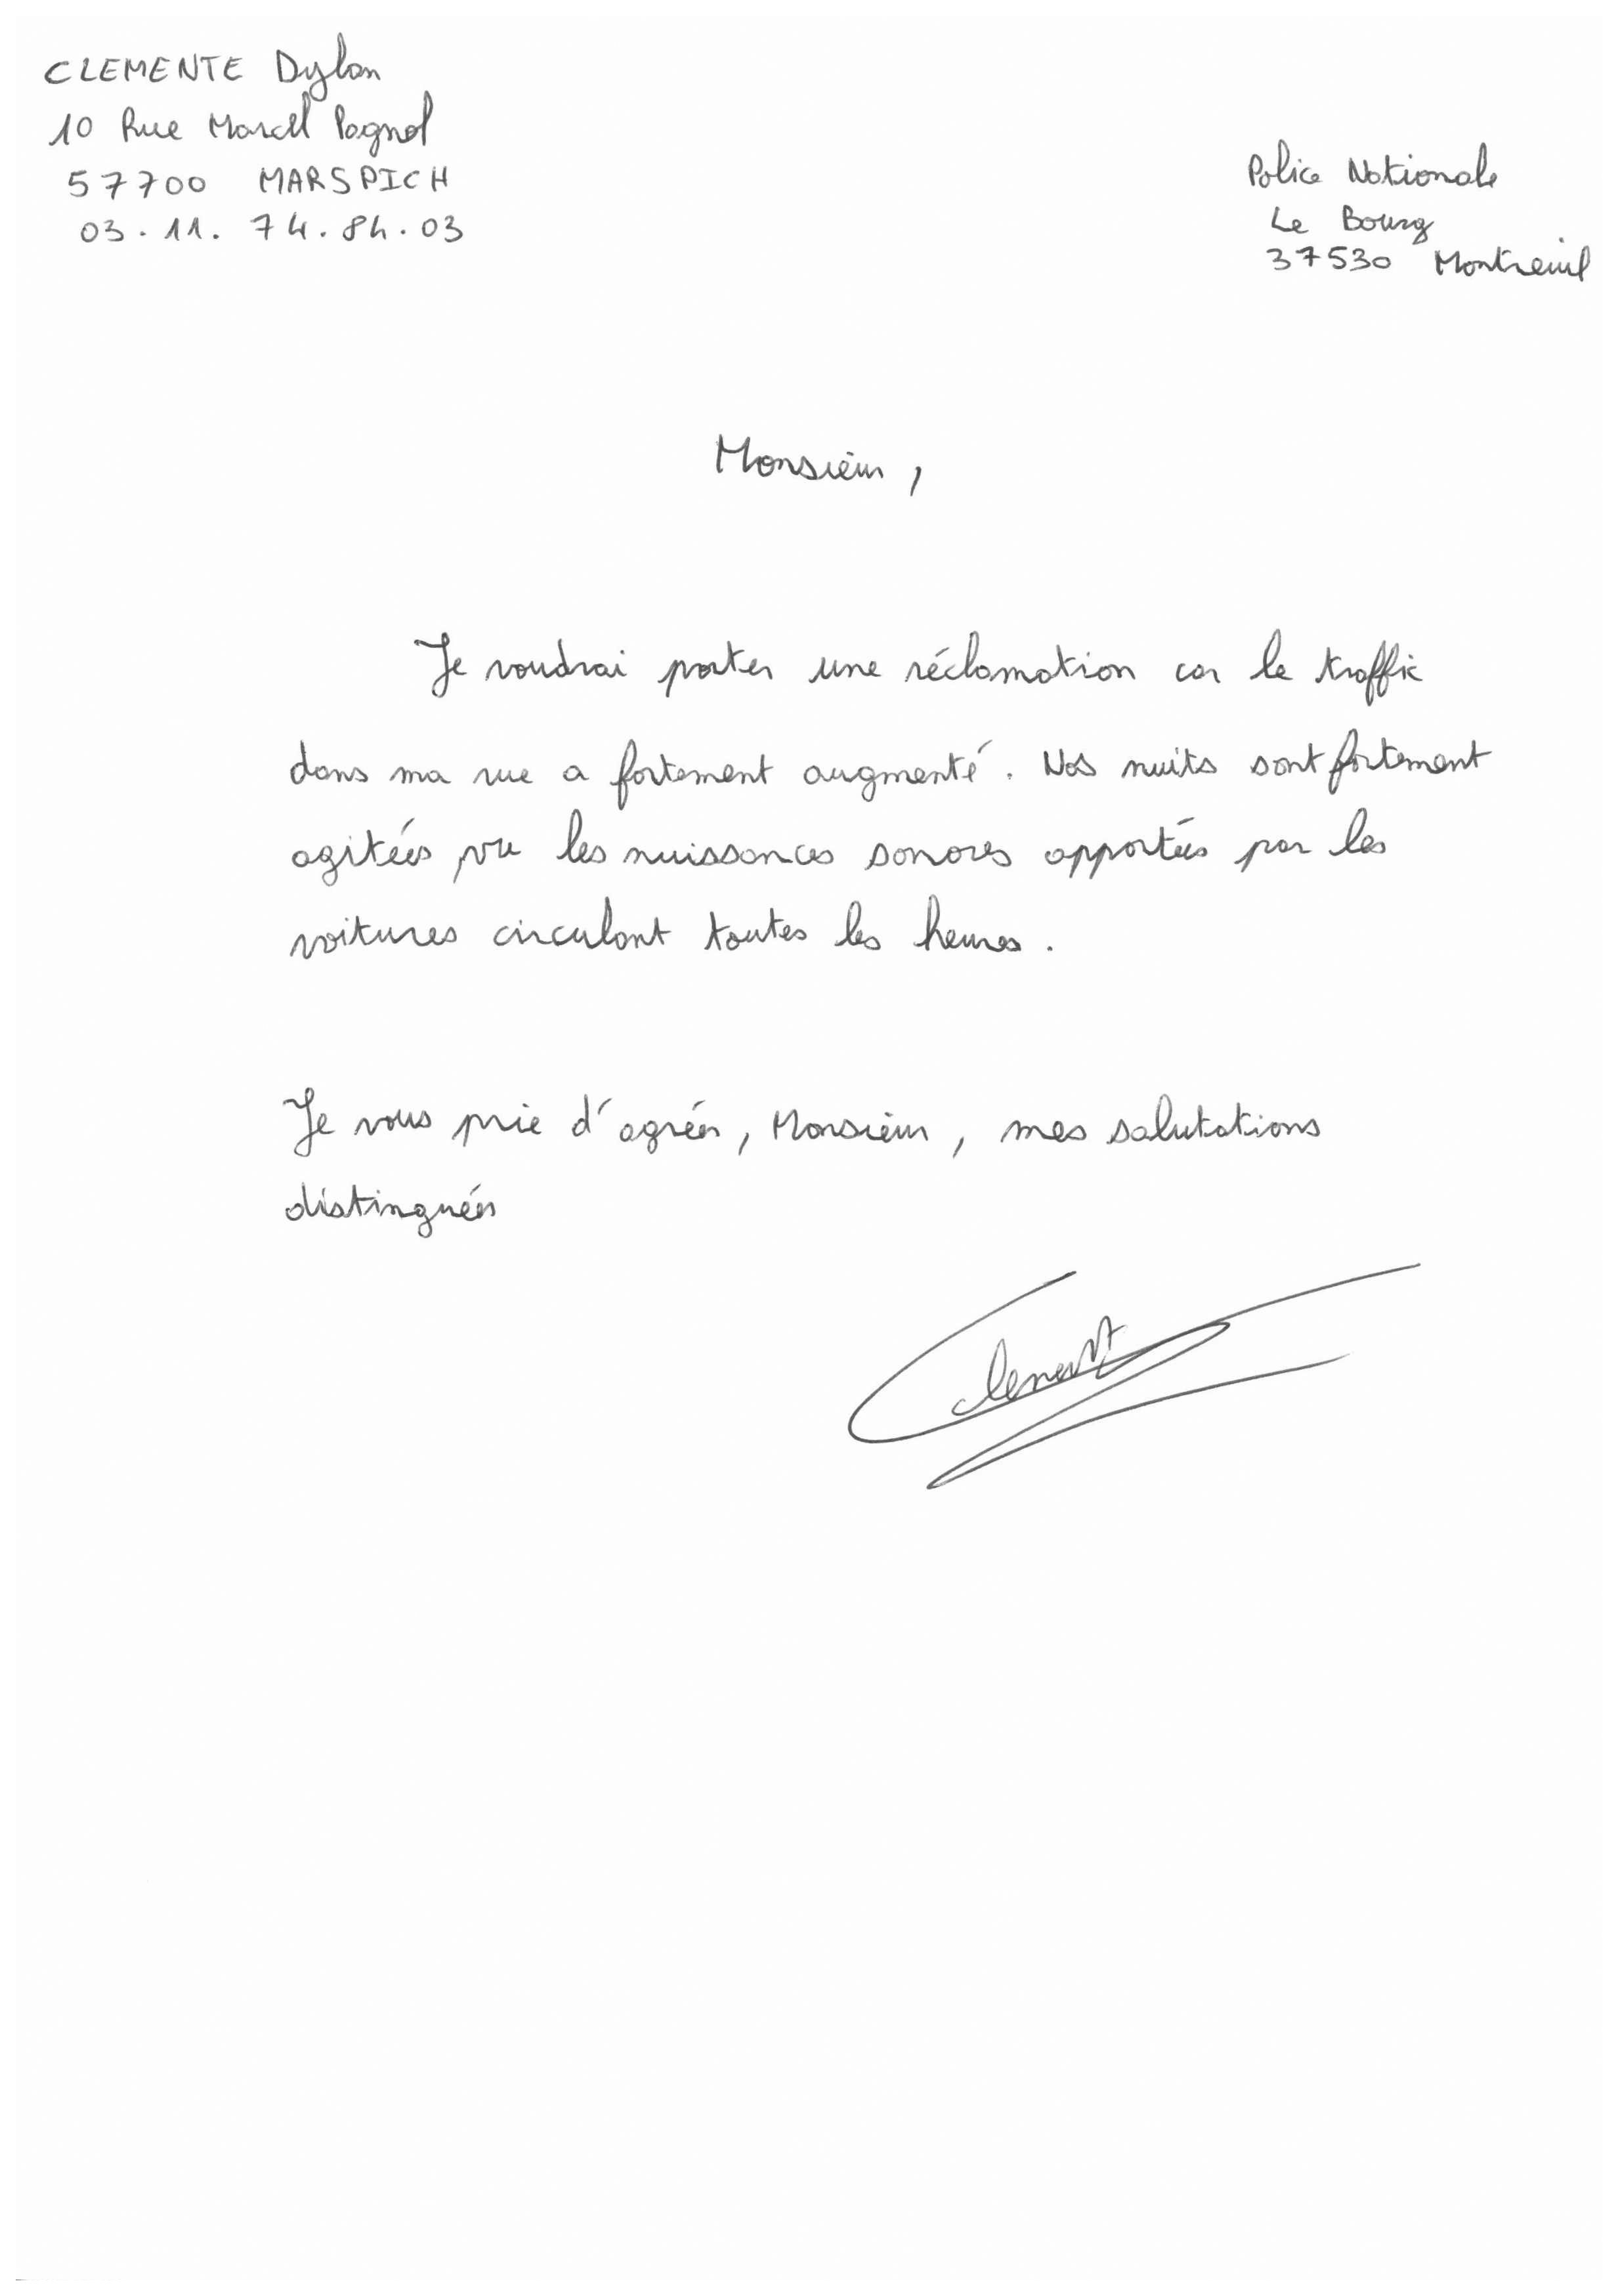 CLEMENTE Dylan
10 Rue Marcel Pagnol
57700 MARSPICH
03.11.74.84.03
Police Nationale
Le Bourg
37530 Montreuil
Monsieur,
Je voudrai porter une réclamation car le traffic
dans ma rue a fortement augmenté. Nos nuits sont fortement
agitées, vu les nuissances sonores apportées par les
voitures circulant toutes les heures.
Je vous prie d'agréer, Monsieur, mes salutations
distinguées